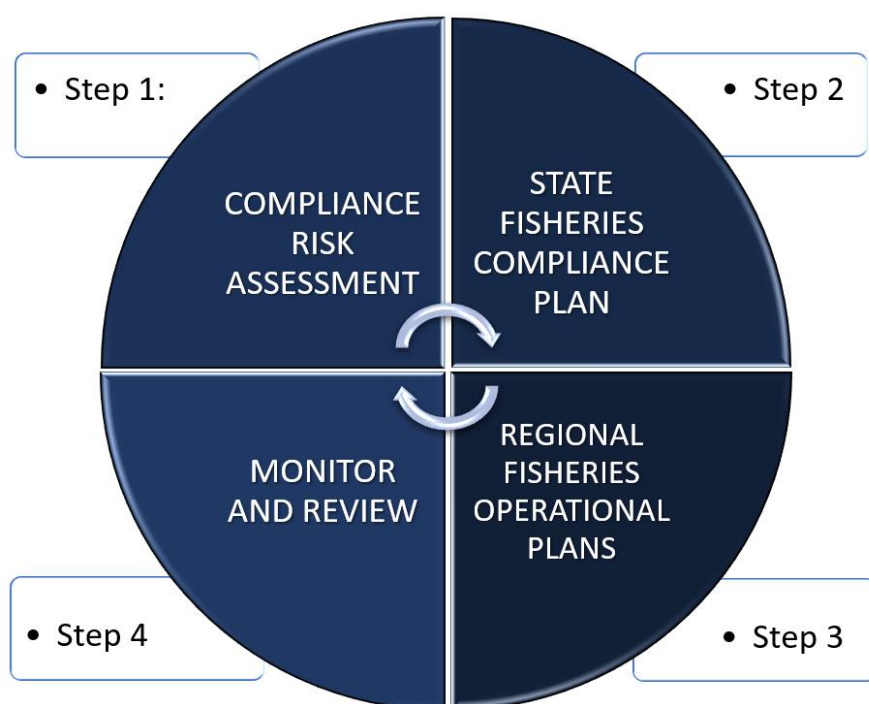 • Step 1:
COMPLIANCE
RISK
ASSESSMENT
• Step 2
STATE
FISHERIES
COMPLIANCE
PLAN
• Step 3
REGIONAL
FISHERIES
OPERATIONAL
PLANS
• Step 4
MONITOR
AND REVIEW